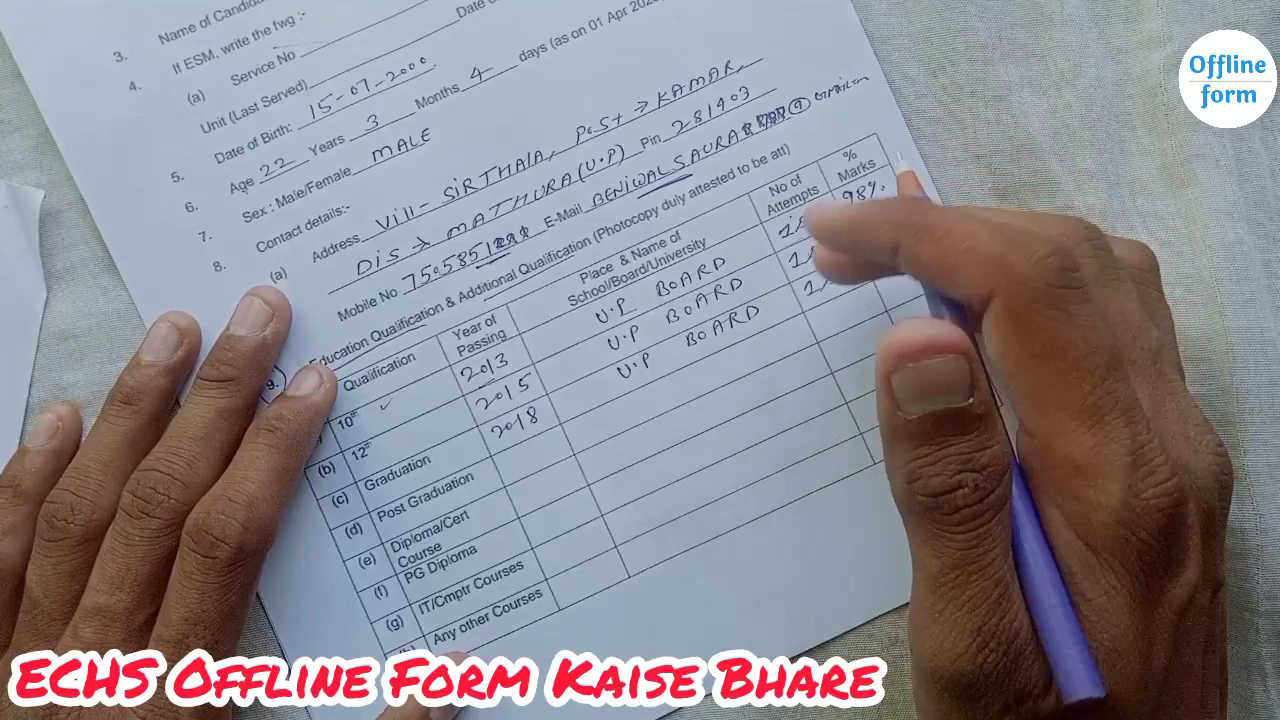 Offline
form
3. Name of Candida
4. If ESM, write the fwg :-
(a) Service No Date o
Unit (Last Served)
5. Date of Birth: 15-07-2000
6. Age 22 Years 3 Months 4 days (as on 01 Apr 202
7. Sex : Male/Female MALE
8. Contact details:-
(a) Address Vill- SIRTHALA, POST → KAMAR,
Dis → MATHURA (U.P) Pin 281403
Mobile No E-Mail BENIWALSAURA
9. Education Qualification & Additional Qualification (Photocopy duly attested to be att)
Qualification Year of Passing Place & Name of School/Board/University No of Attempts % Marks
10th ✓ 2013 U.P BOARD 98%.
(b) 12th 2015 U.P BOARD
(c) Graduation 2018 U.P BOARD
(d) Post Graduation
(e) Diploma/Cert Course
(f) PG Diploma
(g) IT/Cmptr Courses
Any other Courses
ECHS Offline Form Kaise Bhare